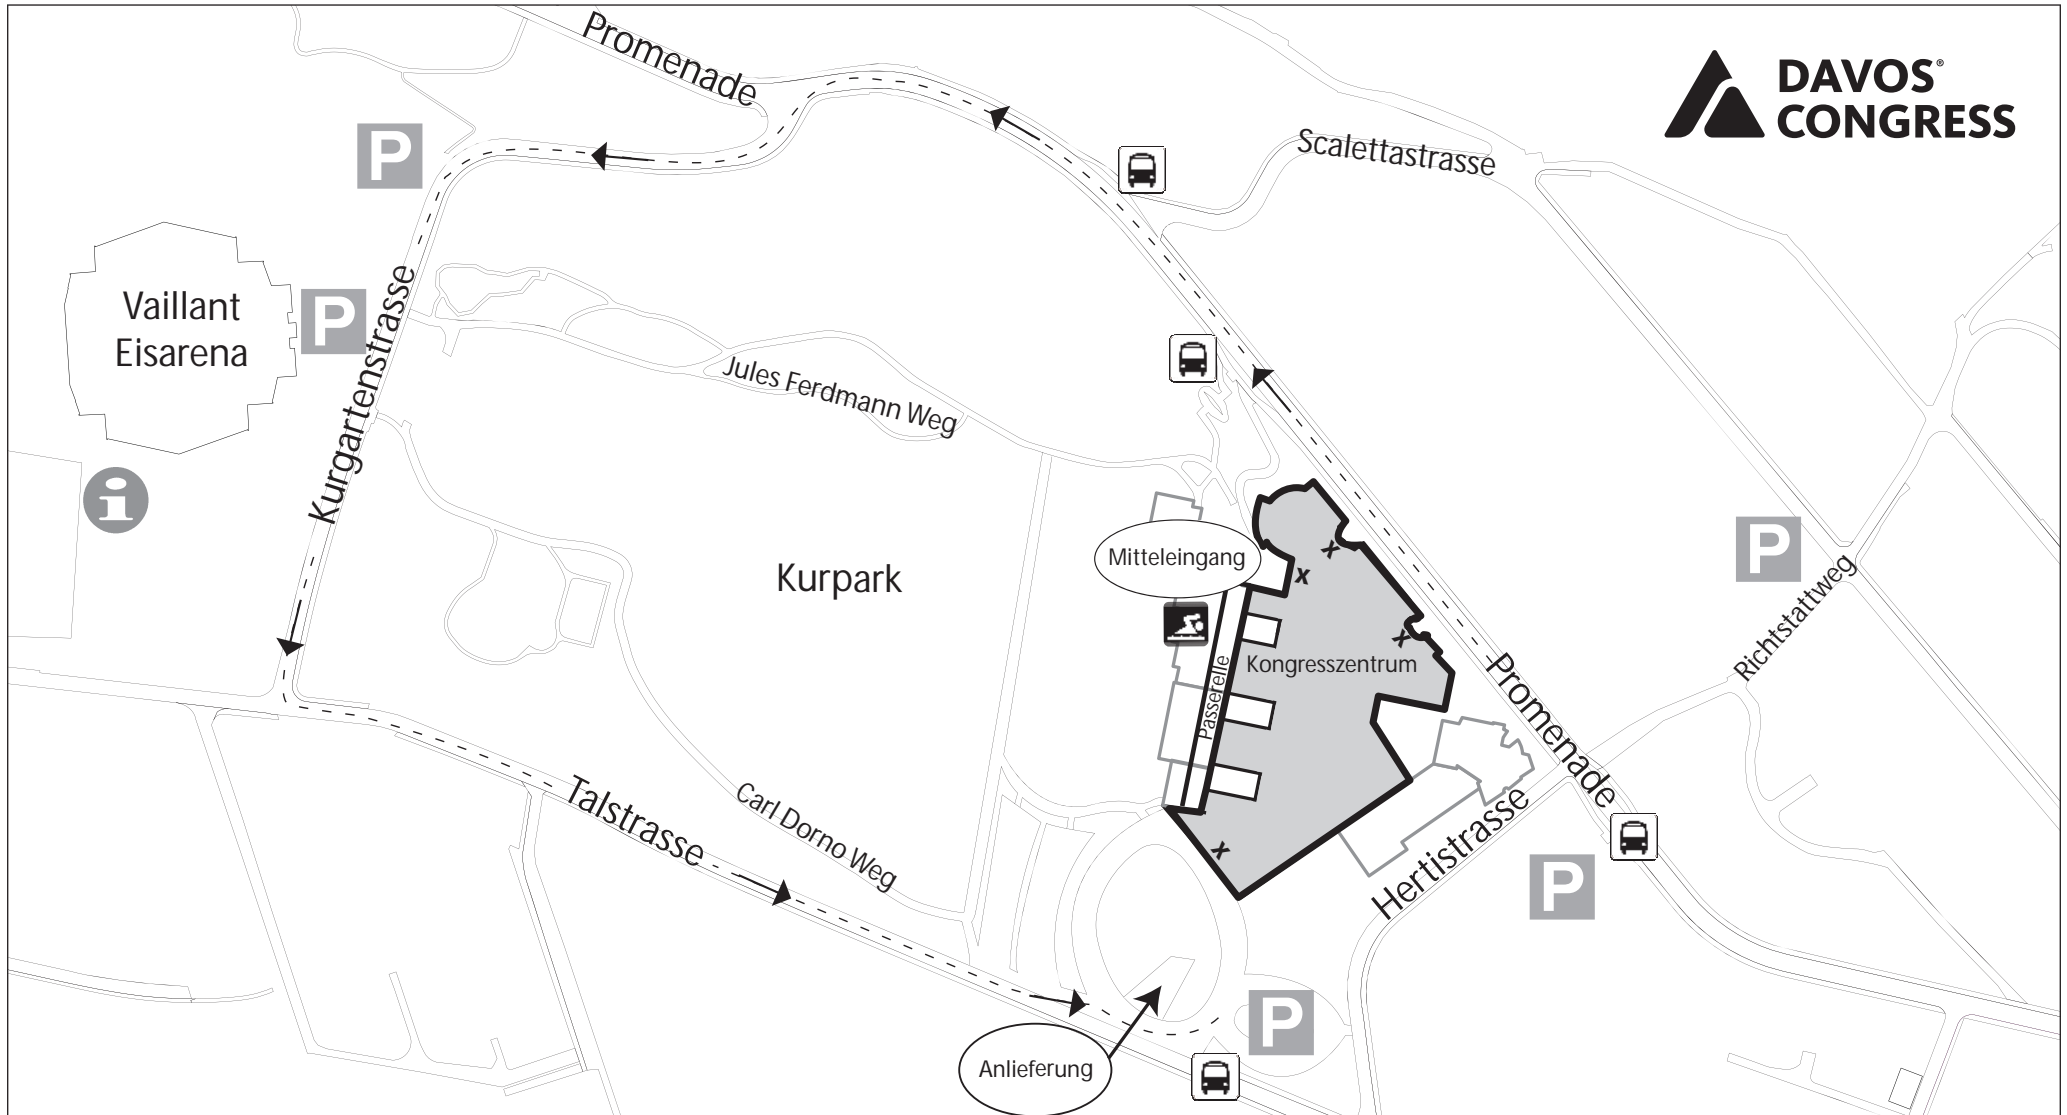 Promenade
DAVOS®
CONGRESS
P
Scalettastrasse
Vaillant
Eisarena
P
Kurgartenstrasse
Jules Ferdmann Weg
i
Mitteleingang
x
x
P
Kurpark
Richtstattweg
x
Kongresszentrum
Passerelle
Promenade
Talstrasse
Carl Dorno Weg
x
Hertistrasse
P
P
Anlieferung